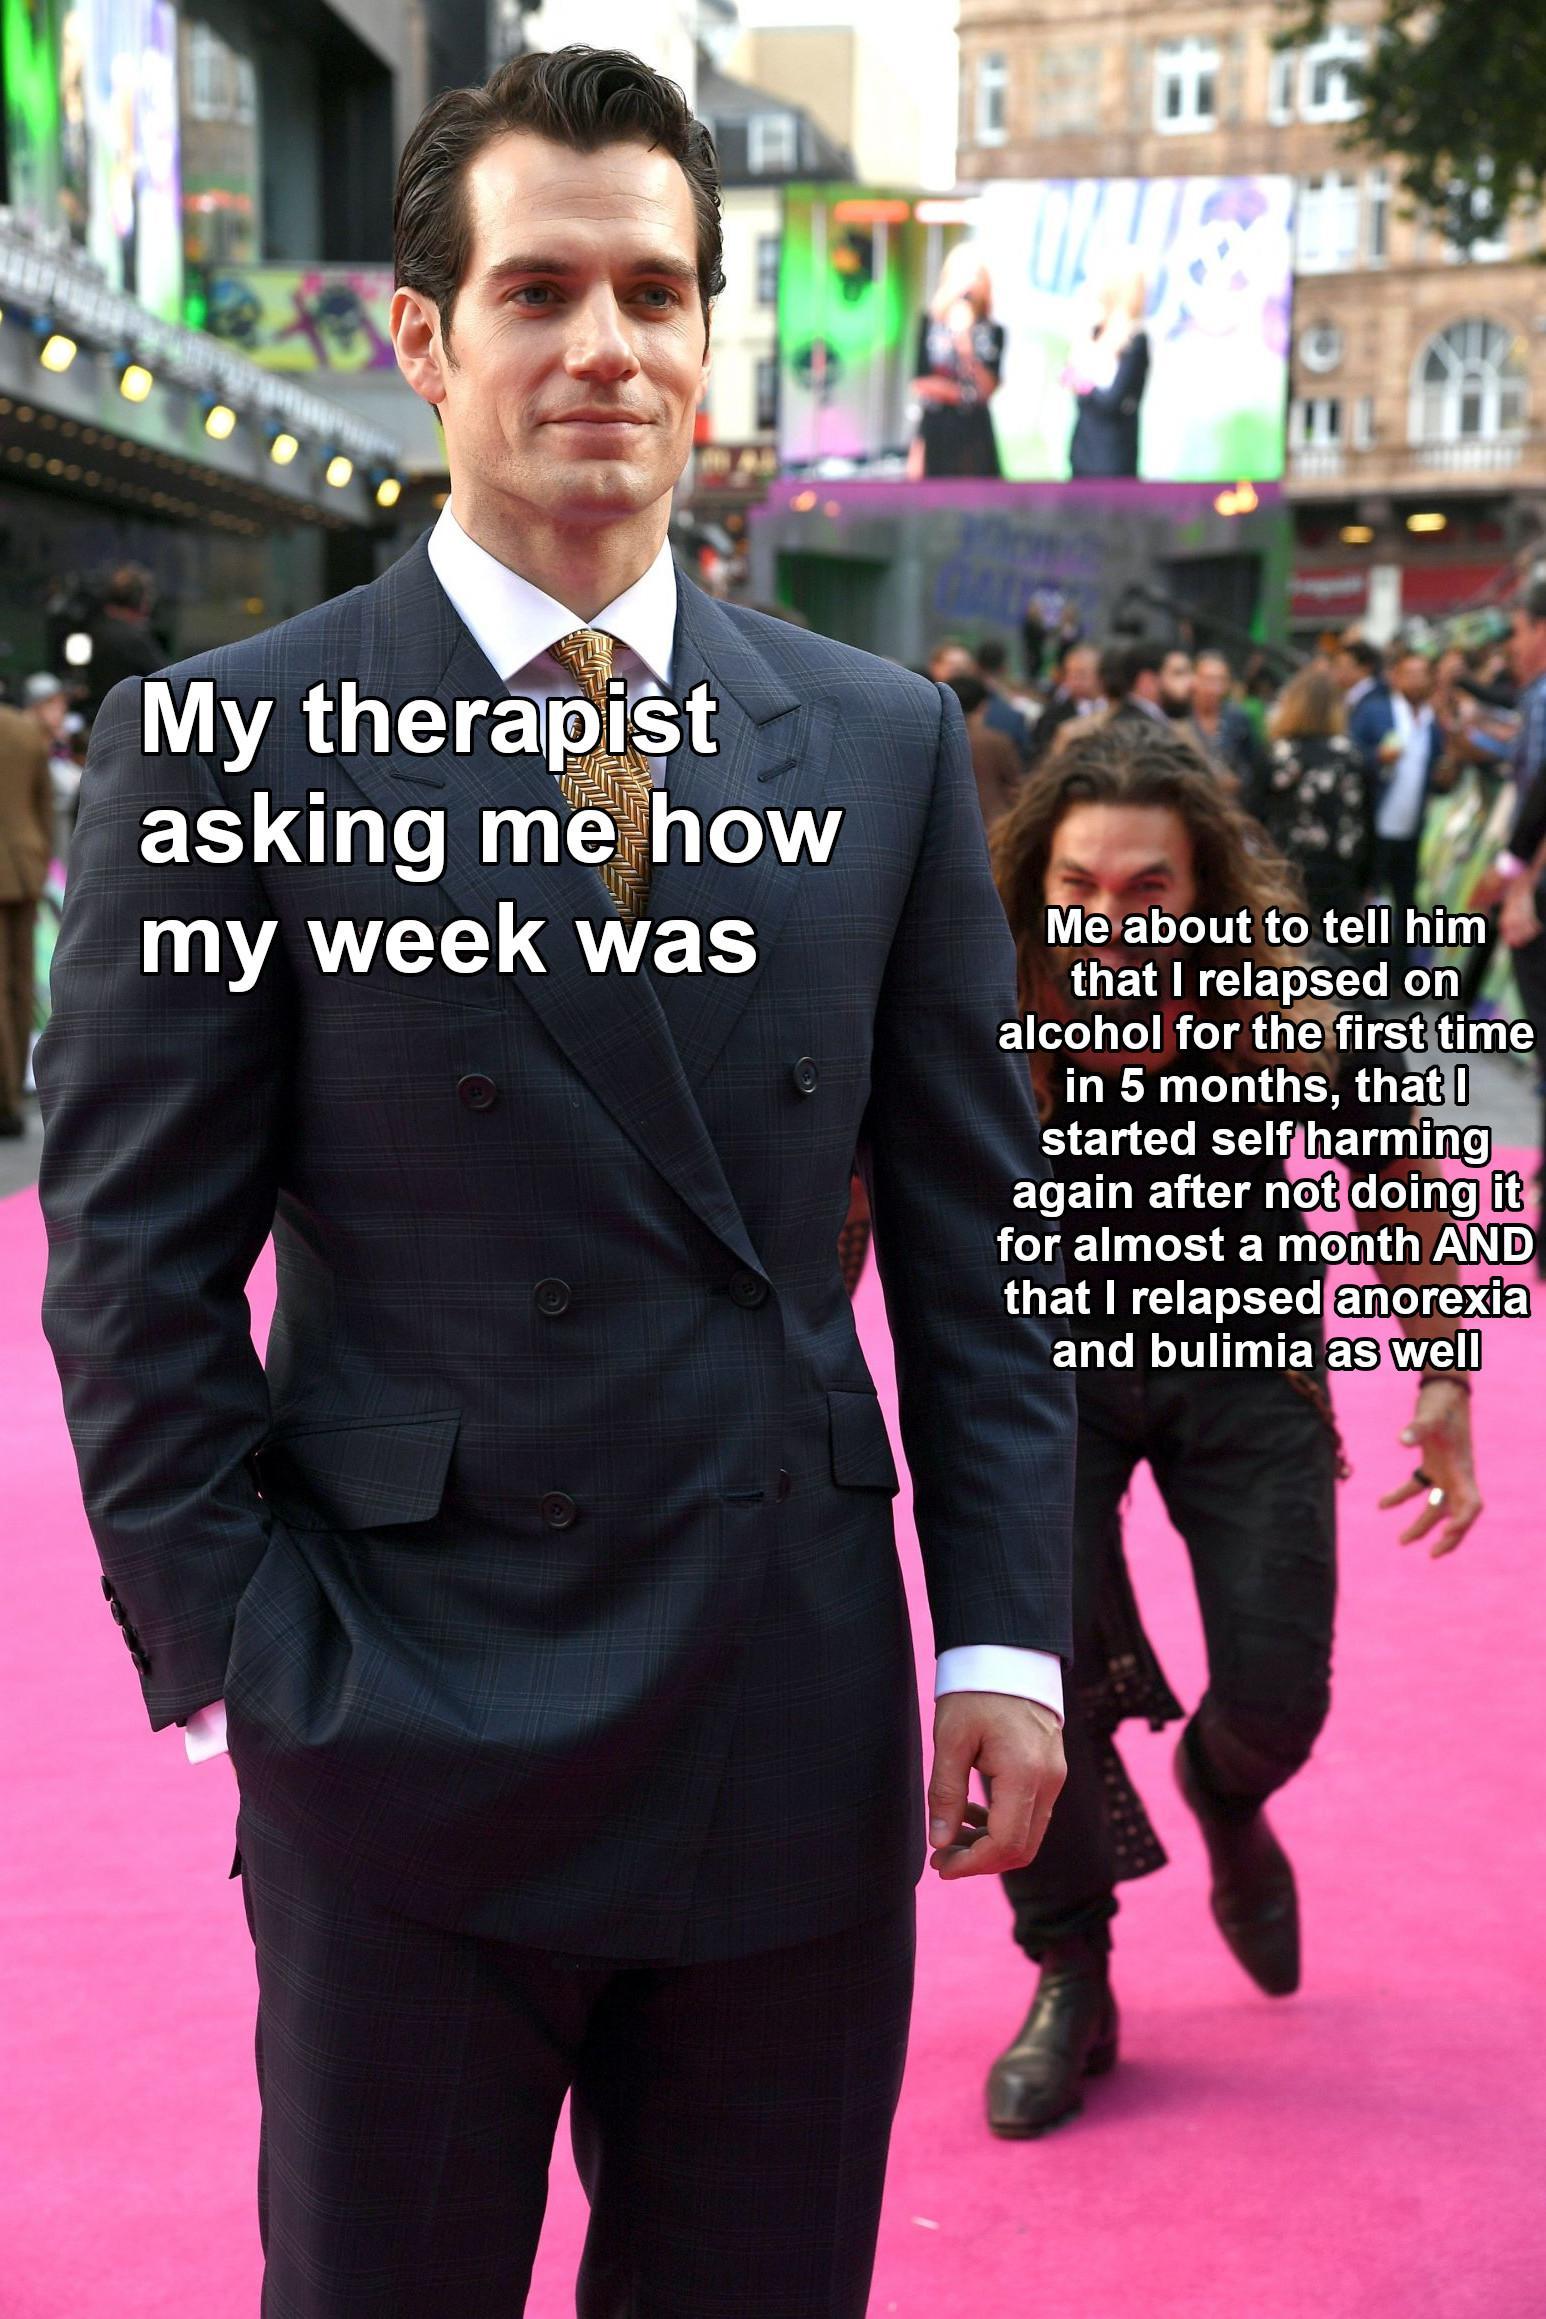 My therapist
asking me how
my week was
Me about to tell him
that I relapsed on
alcohol for the first time
in 5 months, that I
started self harming
again after not doing it
for almost a month AND
that I relapsed anorexia
and bulimia as well